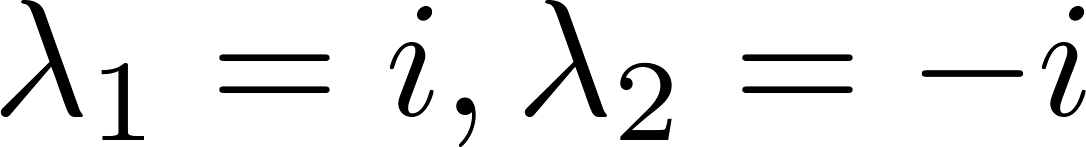 λ₁ = i, λ₂ = −i